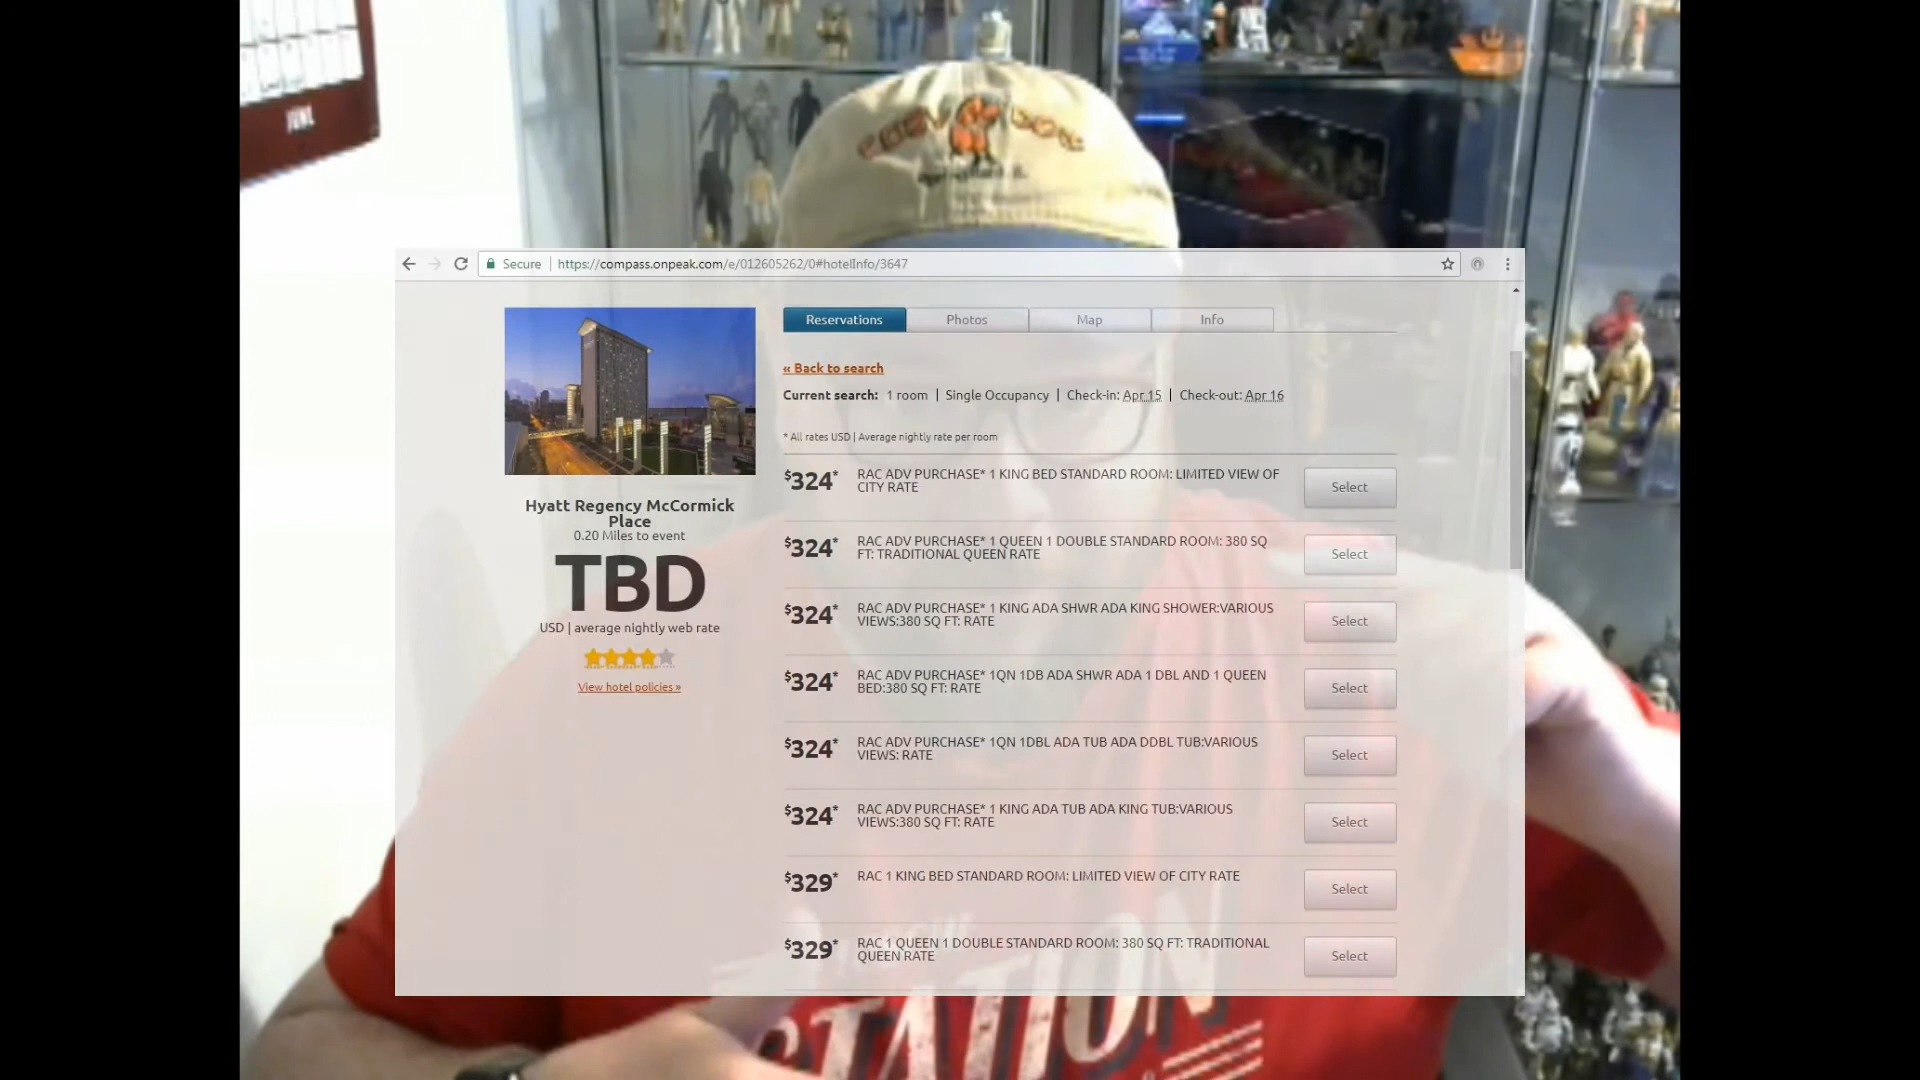 JUNE
Secure
https://compass.onpeak.com/e/012605262/0#hotelInfo/3647
Reservations
Photos
Map
Info
« Back to search
Current search: 1 room | Single Occupancy | Check-in: Apr 15 | Check-out: Apr 16
* All rates USD | Average nightly rate per room
Hyatt Regency McCormick
Place
0.20 Miles to event
TBD
USD | average nightly web rate
View hotel policies »
$324* RAC ADV PURCHASE* 1 KING BED STANDARD ROOM: LIMITED VIEW OF
CITY RATE
Select
$324* RAC ADV PURCHASE* 1 QUEEN 1 DOUBLE STANDARD ROOM: 380 SQ
FT: TRADITIONAL QUEEN RATE
Select
$324* RAC ADV PURCHASE* 1 KING ADA SHWR ADA KING SHOWER:VARIOUS
VIEWS:380 SQ FT: RATE
Select
$324* RAC ADV PURCHASE* 1QN 1DB ADA SHWR ADA 1 DBL AND 1 QUEEN
BED:380 SQ FT: RATE
Select
$324* RAC ADV PURCHASE* 1QN 1DBL ADA TUB ADA DDBL TUB:VARIOUS
VIEWS: RATE
Select
$324* RAC ADV PURCHASE* 1 KING ADA TUB ADA KING TUB:VARIOUS
VIEWS:380 SQ FT: RATE
Select
$329* RAC 1 KING BED STANDARD ROOM: LIMITED VIEW OF CITY RATE
Select
$329* RAC 1 QUEEN 1 DOUBLE STANDARD ROOM: 380 SQ FT: TRADITIONAL
QUEEN RATE
Select
STATION